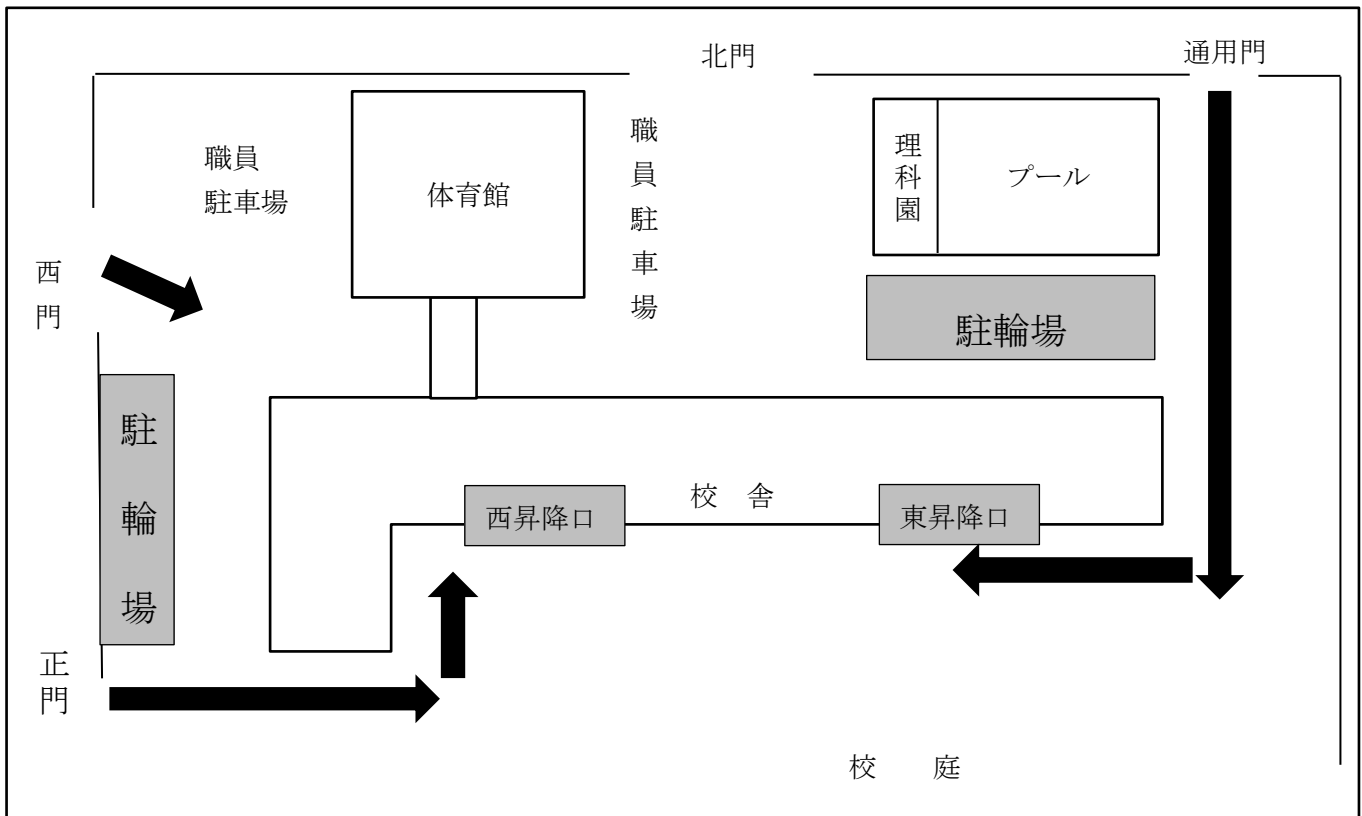 北門
通用門
職員
駐車場
体育館
職員駐車場
理科園
プール
西門
駐輪場
駐輪場
西昇降口
校 舎
東昇降口
正門
校 庭